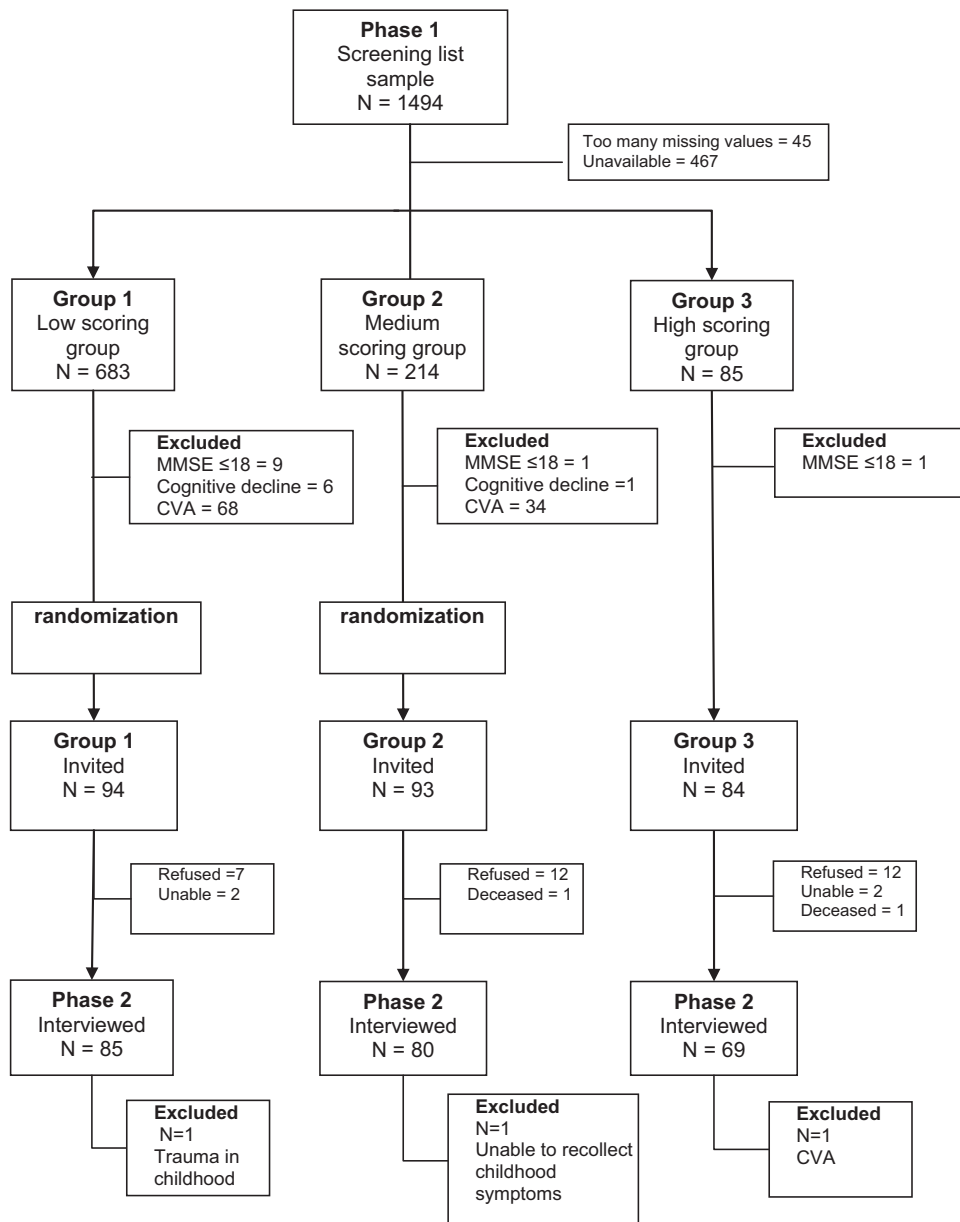 Phase 1
Screening list
sample
N = 1494
Too many missing values = 45
Unavailable = 467
Group 1
Low scoring
group
N = 683
Group 2
Medium
scoring group
N = 214
Group 3
High scoring
group
N = 85
Excluded
MMSE ≤18 = 9
Cognitive decline = 6
CVA = 68
Excluded
MMSE ≤18 = 1
Cognitive decline =1
CVA = 34
Excluded
MMSE ≤18 = 1
randomization
randomization
Group 1
Invited
N = 94
Group 2
Invited
N = 93
Group 3
Invited
N = 84
Refused =7
Unable = 2
Refused = 12
Deceased = 1
Refused = 12
Unable = 2
Deceased = 1
Phase 2
Interviewed
N = 85
Phase 2
Interviewed
N = 80
Phase 2
Interviewed
N = 69
Excluded
N=1
Trauma in
childhood
Excluded
N=1
Unable to recollect
childhood
symptoms
Excluded
N=1
CVA